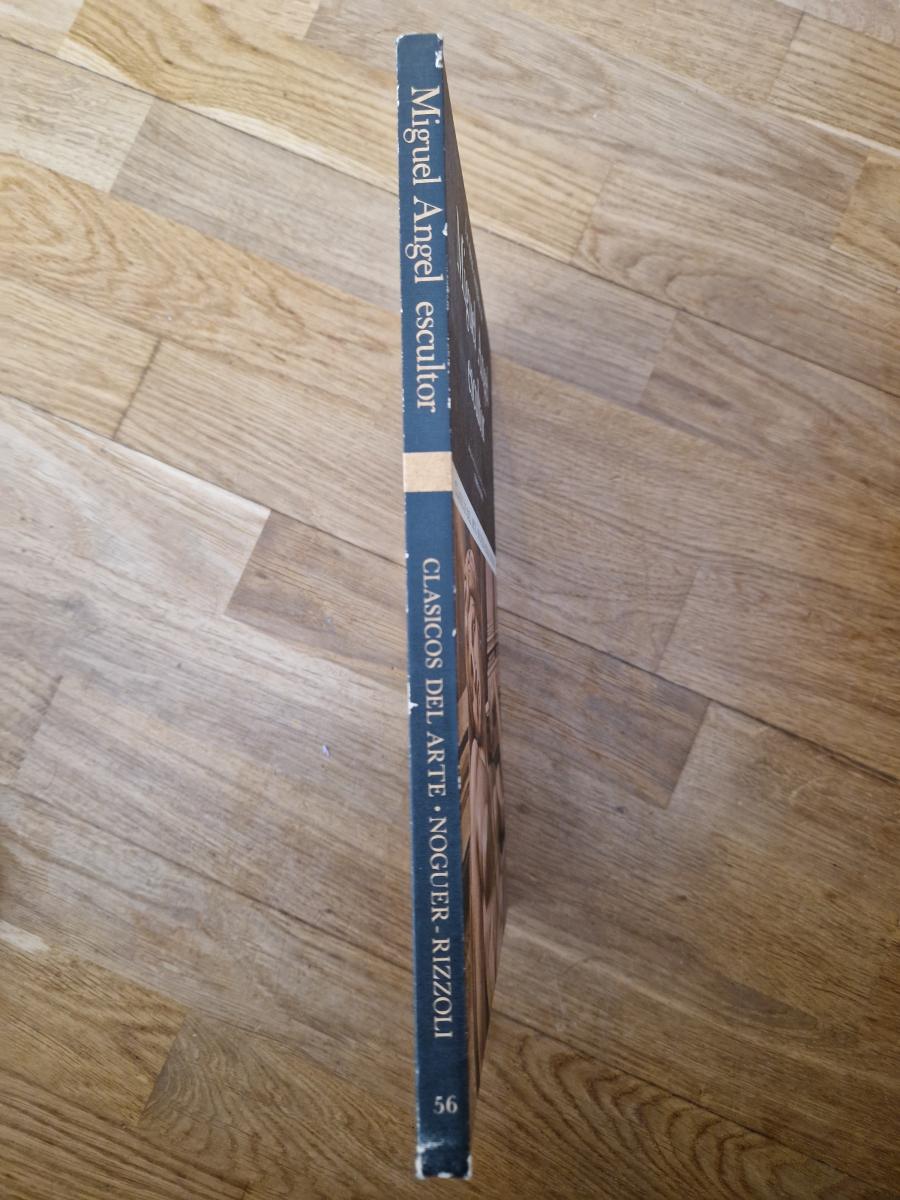 Miguel Angel escultor
CLASICOS DEL ARTE • NOGUER - RIZZOLI
56